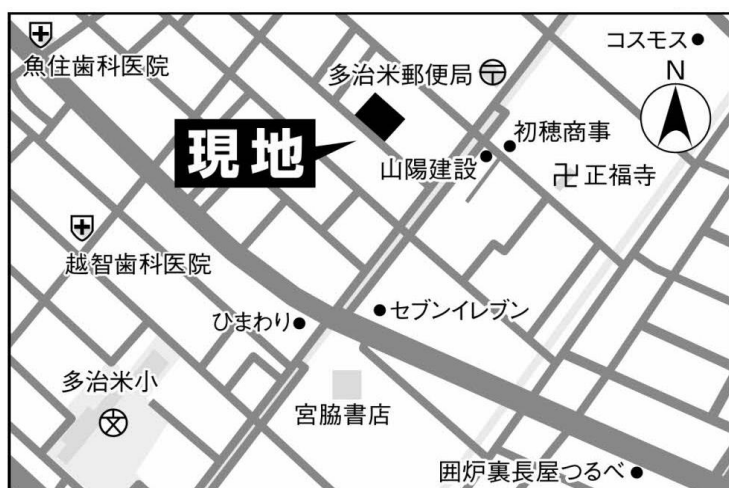 コスモス
魚住歯科医院
多治米郵便局
N
初穂商事
現地
山陽建設
正福寺
越智歯科医院
セブンイレブン
ひまわり
多治米小
文
宮脇書店
囲炉裏長屋つるべ